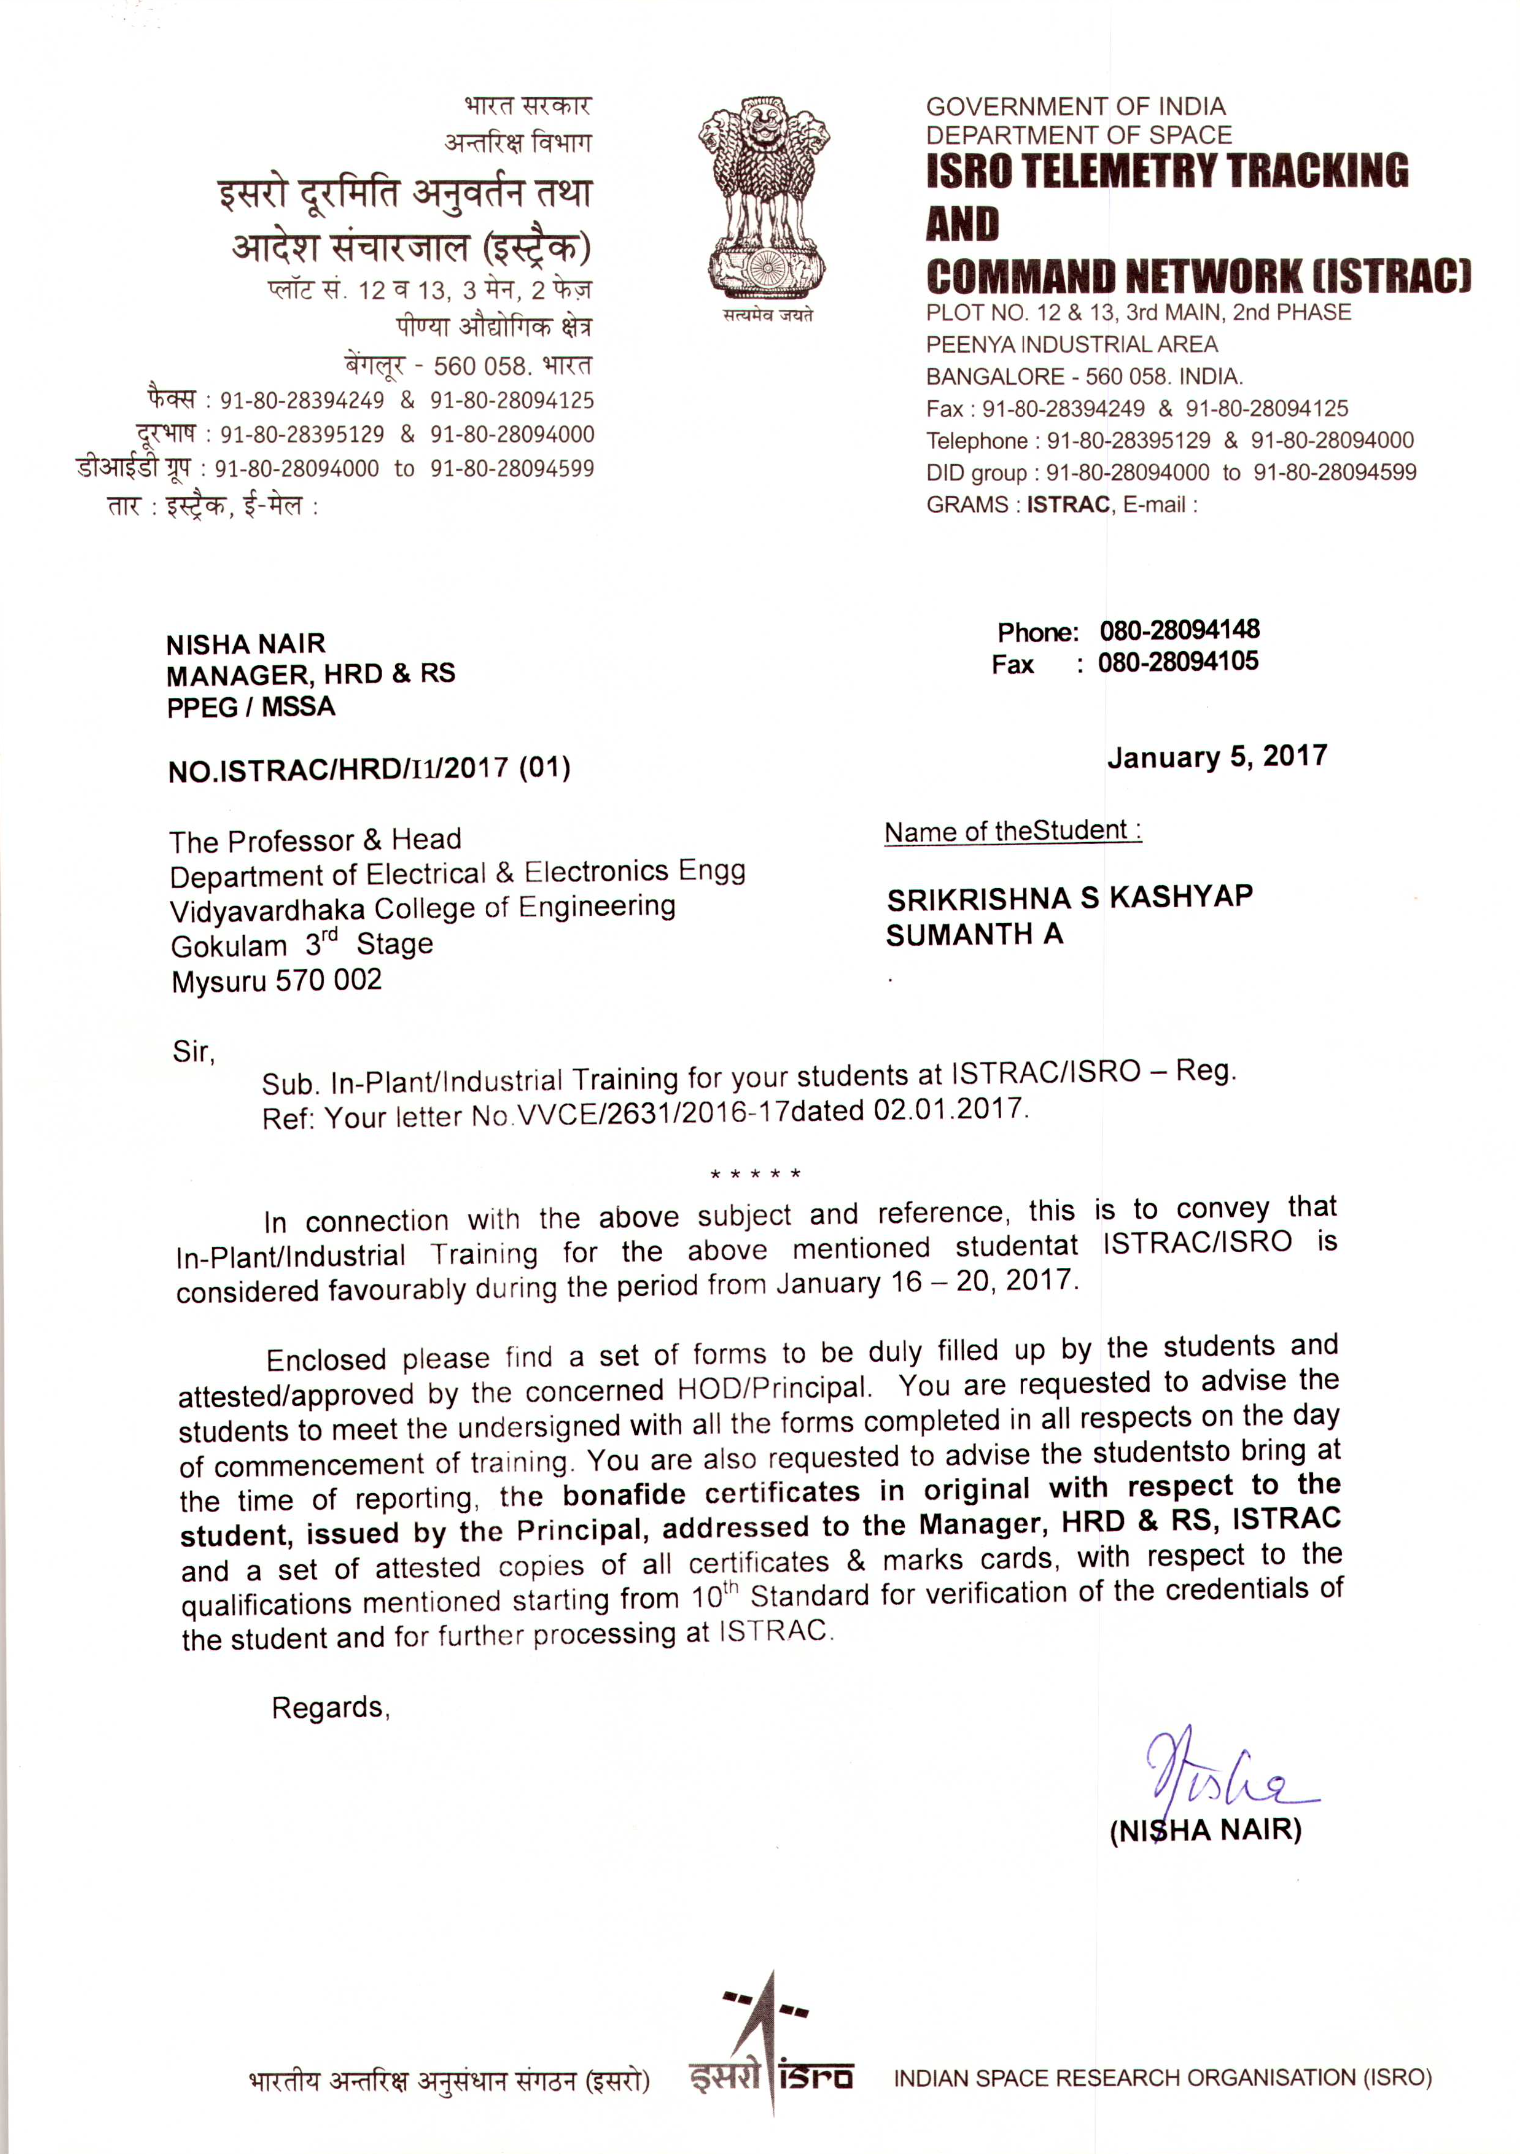 भारत सरकार
अन्तरिक्ष विभाग
इसरो दूरमिति अनुवर्तन तथा
आदेश संचारजाल (इस्ट्रैक)
प्लॉट सं. 12 व 13, 3 मेन, 2 फेज़
पीण्या औद्योगिक क्षेत्र
बेंगलूर - 560 058. भारत
फैक्स : 91-80-28394249 & 91-80-28094125
दूरभाष : 91-80-28395129 & 91-80-28094000
डीआईडी ग्रूप : 91-80-28094000 to 91-80-28094599
तार : इस्ट्रैक, ई-मेल :
सत्यमेव जयते
GOVERNMENT OF INDIA
DEPARTMENT OF SPACE
ISRO TELEMETRY TRACKING
AND
COMMAND NETWORK (ISTRAC)
PLOT NO. 12 & 13, 3rd MAIN, 2nd PHASE
PEENYA INDUSTRIAL AREA
BANGALORE - 560 058. INDIA.
Fax : 91-80-28394249 & 91-80-28094125
Telephone : 91-80-28395129 & 91-80-28094000
DID group : 91-80-28094000 to 91-80-28094599
GRAMS : ISTRAC, E-mail :
NISHA NAIR
MANAGER, HRD & RS
PPEG / MSSA
Phone: 080-28094148
Fax : 080-28094105
NO.ISTRAC/HRD/I1/2017 (01)
January 5, 2017
The Professor & Head
Department of Electrical & Electronics Engg
Vidyavardhaka College of Engineering
Gokulam 3rd Stage
Mysuru 570 002
Name of theStudent :
SRIKRISHNA S KASHYAP
SUMANTH A
Sir,
Sub. In-Plant/Industrial Training for your students at ISTRAC/ISRO – Reg.
Ref: Your letter No.VVCE/2631/2016-17dated 02.01.2017.
* * * * *
In connection with the above subject and reference, this is to convey that
In-Plant/Industrial Training for the above mentioned studentat ISTRAC/ISRO is
considered favourably during the period from January 16 – 20, 2017.
Enclosed please find a set of forms to be duly filled up by the students and
attested/approved by the concerned HOD/Principal. You are requested to advise the
students to meet the undersigned with all the forms completed in all respects on the day
of commencement of training. You are also requested to advise the studentsto bring at
the time of reporting, the bonafide certificates in original with respect to the
student, issued by the Principal, addressed to the Manager, HRD & RS, ISTRAC
and a set of attested copies of all certificates & marks cards, with respect to the
qualifications mentioned starting from 10th Standard for verification of the credentials of
the student and for further processing at ISTRAC.
Regards,
Nisha
(NISHA NAIR)
भारतीय अन्तरिक्ष अनुसंधान संगठन (इसरो)
इसरो isro
INDIAN SPACE RESEARCH ORGANISATION (ISRO)